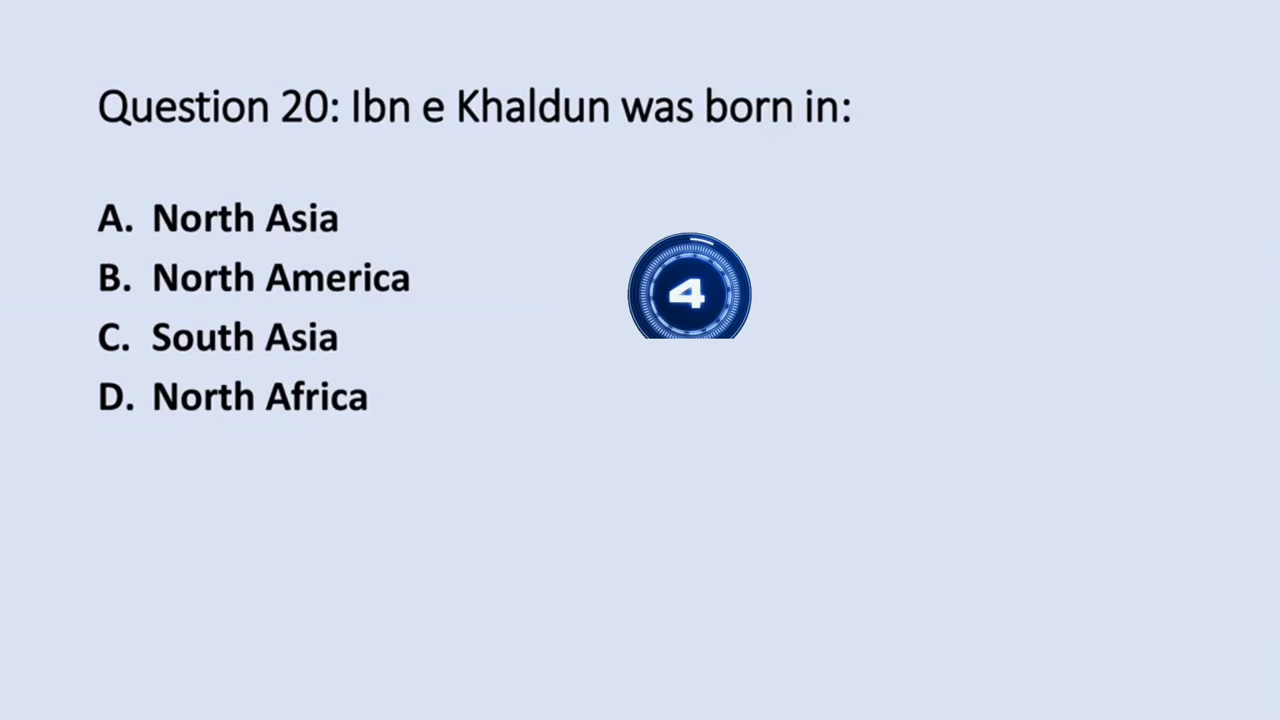 Question 20: Ibn e Khaldun was born in:
A. North Asia
B. North America
C. South Asia
D. North Africa
4